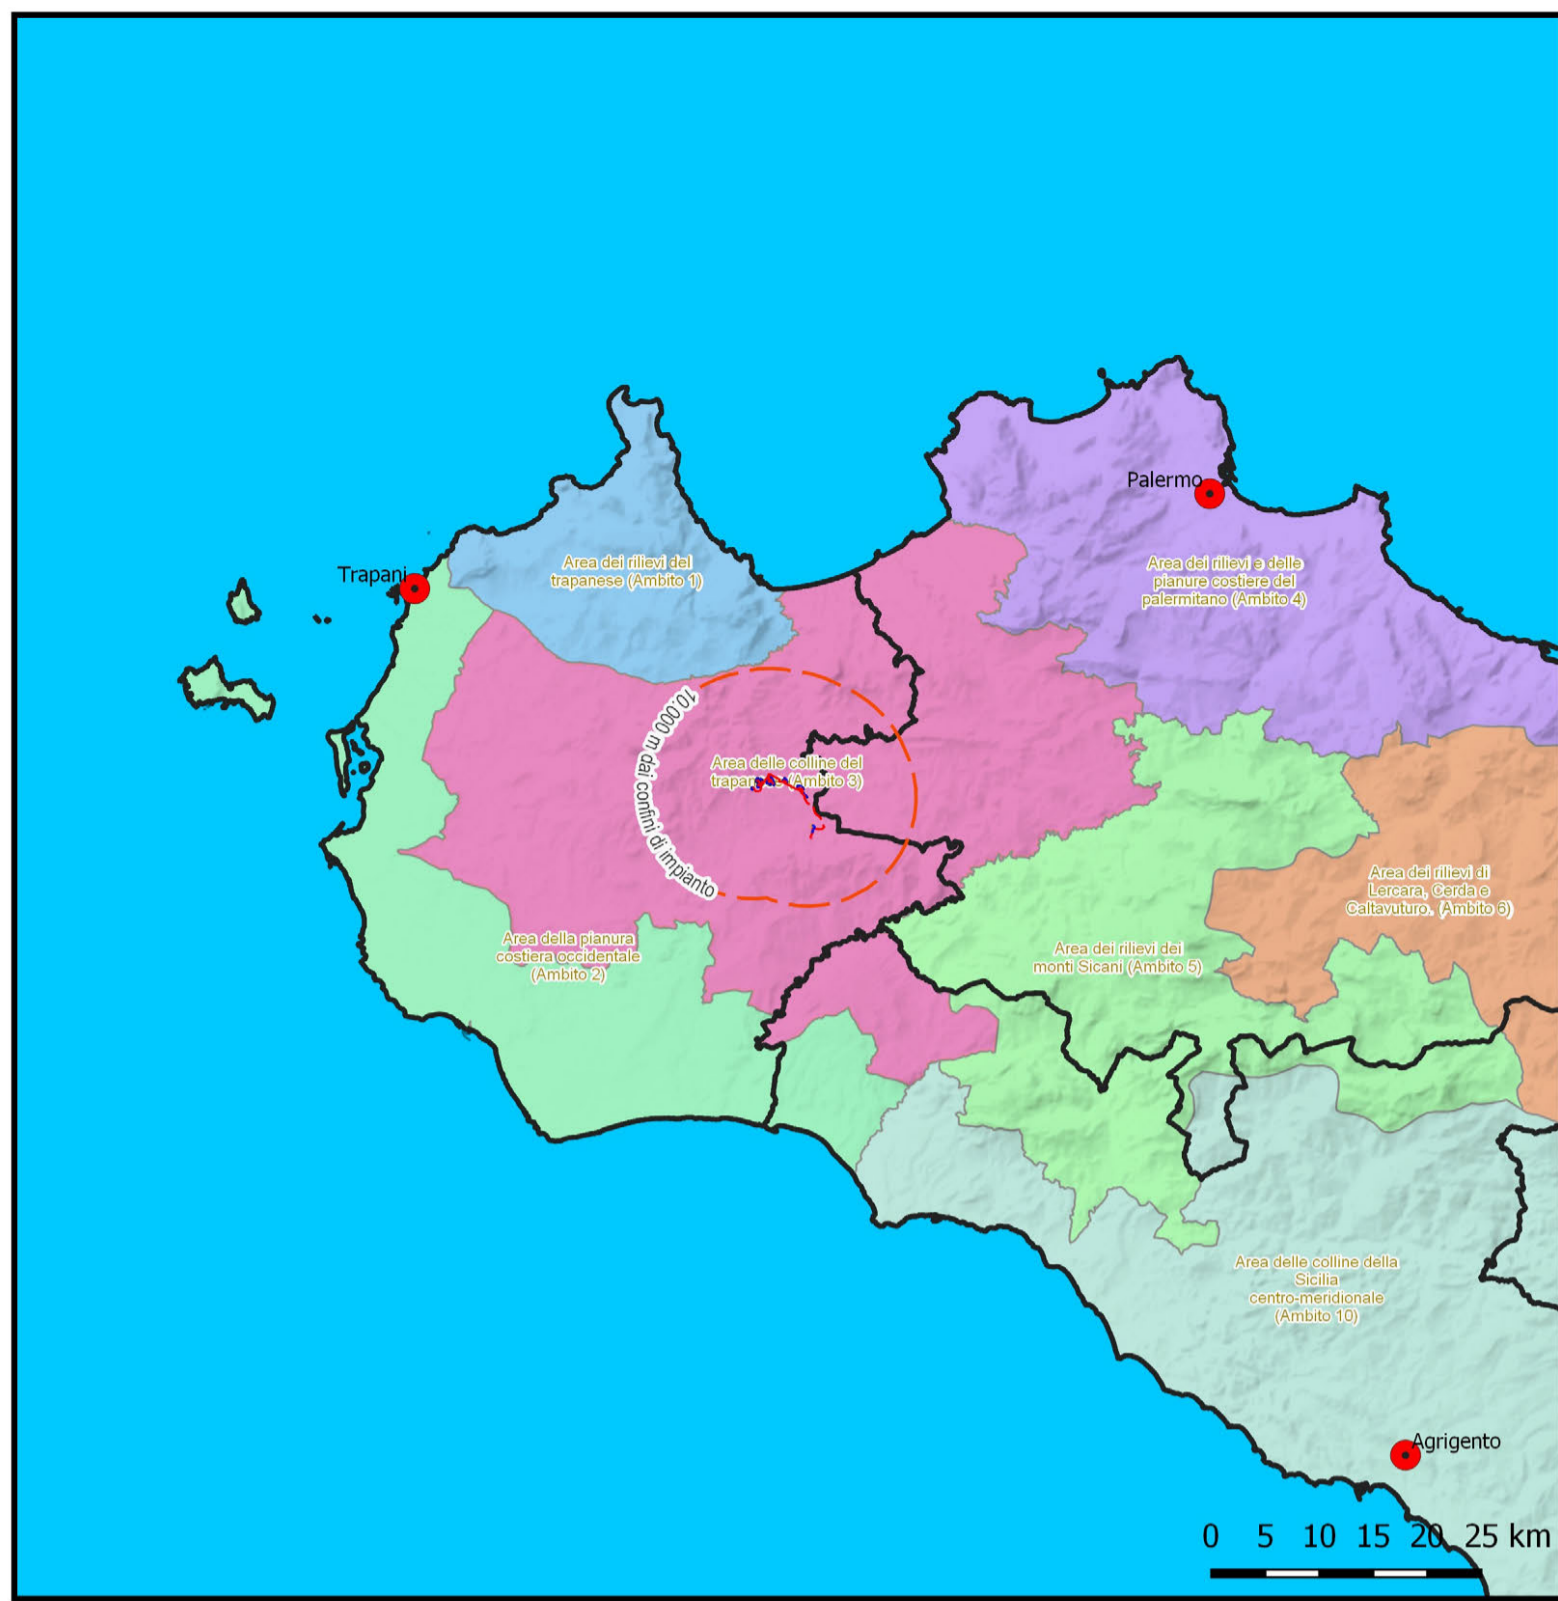 Palermo
Area dei rilievi del
trapanese (Ambito 1)
Area dei rilievi e delle
pianure costiere del
palermitano (Ambito 4)
Trapani
10.000 m dai confini di impianto
Area delle colline del
(Ambito 3)
Area dei rilievi di
Lercara, Cerda e
Caltavuturo. (Ambito 6)
Area della pianura
costiera occidentale
(Ambito 2)
Area dei rilievi dei
monti Sicani (Ambito 5)
Area delle colline della
Sicilia
centro-meridionale
(Ambito 10)
Agrigento
0 5 10 15 20 25 km